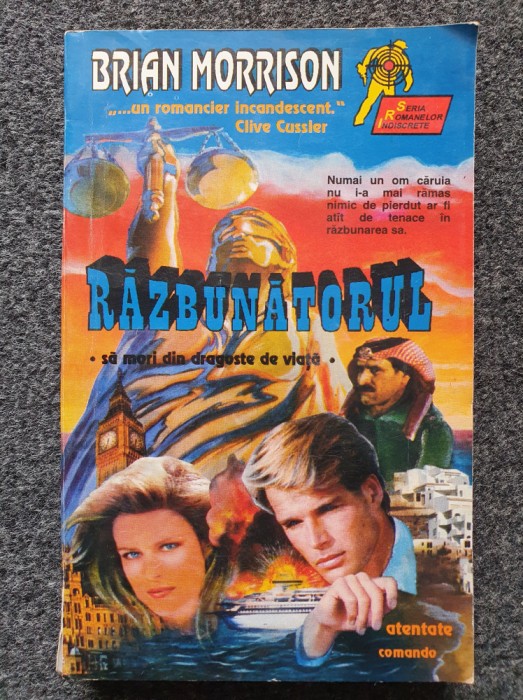 BRIAN MORRISON
„...un romancier incandescent."
Clive Cussler
SERIA
ROMANELOR
INDISCRETE
Numai un om căruia
nu i-a mai rămas
nimic de pierdut ar fi
atît de tenace în
răzbunarea sa.
RĂZBUNĂTORUL
• să mori din dragoste de viață •
atentate
comando